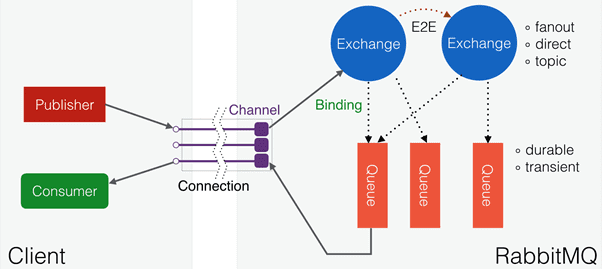 E2E
Exchange
Exchange
◦ fanout
◦ direct
◦ topic
Publisher
Channel
Binding
Consumer
Connection
Queue
Queue
Queue
◦ durable
◦ transient
Client
RabbitMQ